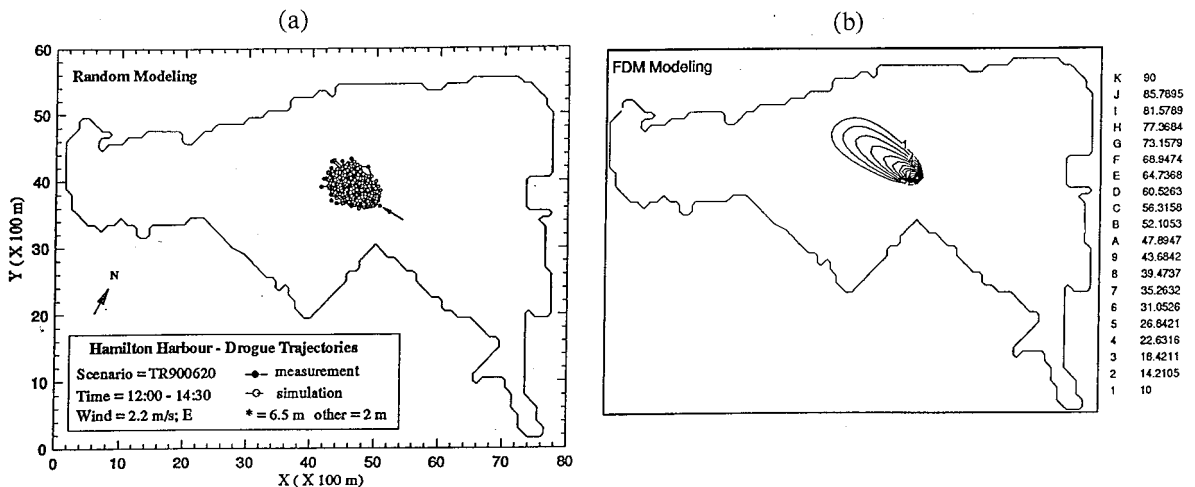 (a)
Random Modeling
N
Hamilton Harbour - Drogue Trajectories
Scenario = TR900620
measurement
Time = 12:00 - 14:30
simulation
Wind = 2.2 m/s; E
* = 6.5 m other = 2 m
Y ( X 100 m)
60
50
40
30
20
10
0
0 10 20 30 40 50 60 70 80
X ( X 100 m)
(b)
FDM Modeling
K 90
J 85.7895
I 81.5789
H 77.3684
G 73.1579
F 68.9474
E 64.7368
D 60.5263
C 56.3158
B 52.1053
A 47.8947
9 43.6842
8 39.4737
7 35.2632
6 31.0526
5 26.8421
4 22.6316
3 18.4211
2 14.2105
1 10